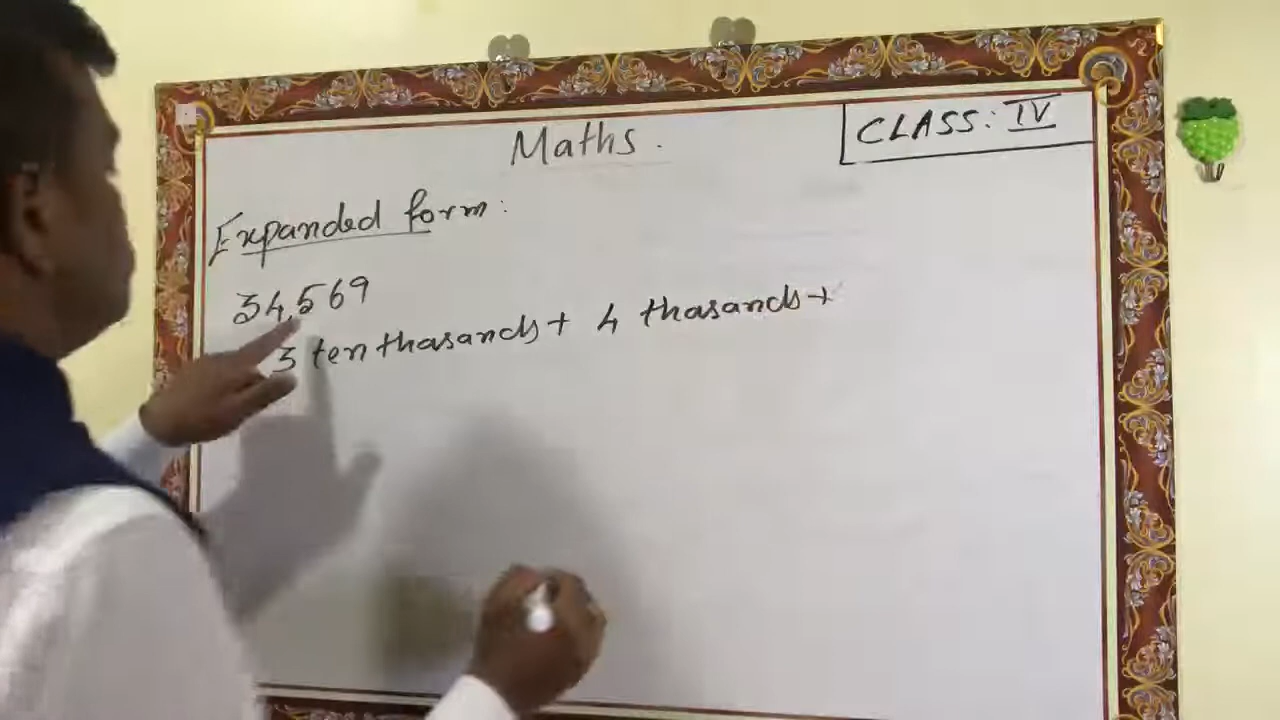 Maths.
CLASS: IV
Expanded form:
34,569
3 ten thasands + 4 thasands +